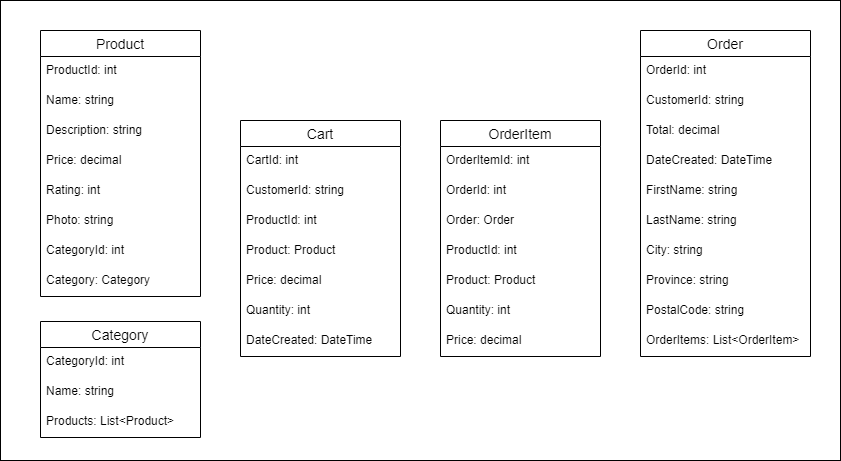 Product
ProductId: int
Name: string
Description: string
Price: decimal
Rating: int
Photo: string
CategoryId: int
Category: Category
Category
CategoryId: int
Name: string
Products: List<Product>
Cart
CartId: int
CustomerId: string
ProductId: int
Product: Product
Price: decimal
Quantity: int
DateCreated: DateTime
OrderItem
OrderItemId: int
OrderId: int
Order: Order
ProductId: int
Product: Product
Quantity: int
Price: decimal
Order
OrderId: int
CustomerId: string
Total: decimal
DateCreated: DateTime
FirstName: string
LastName: string
City: string
Province: string
PostalCode: string
OrderItems: List<OrderItem>